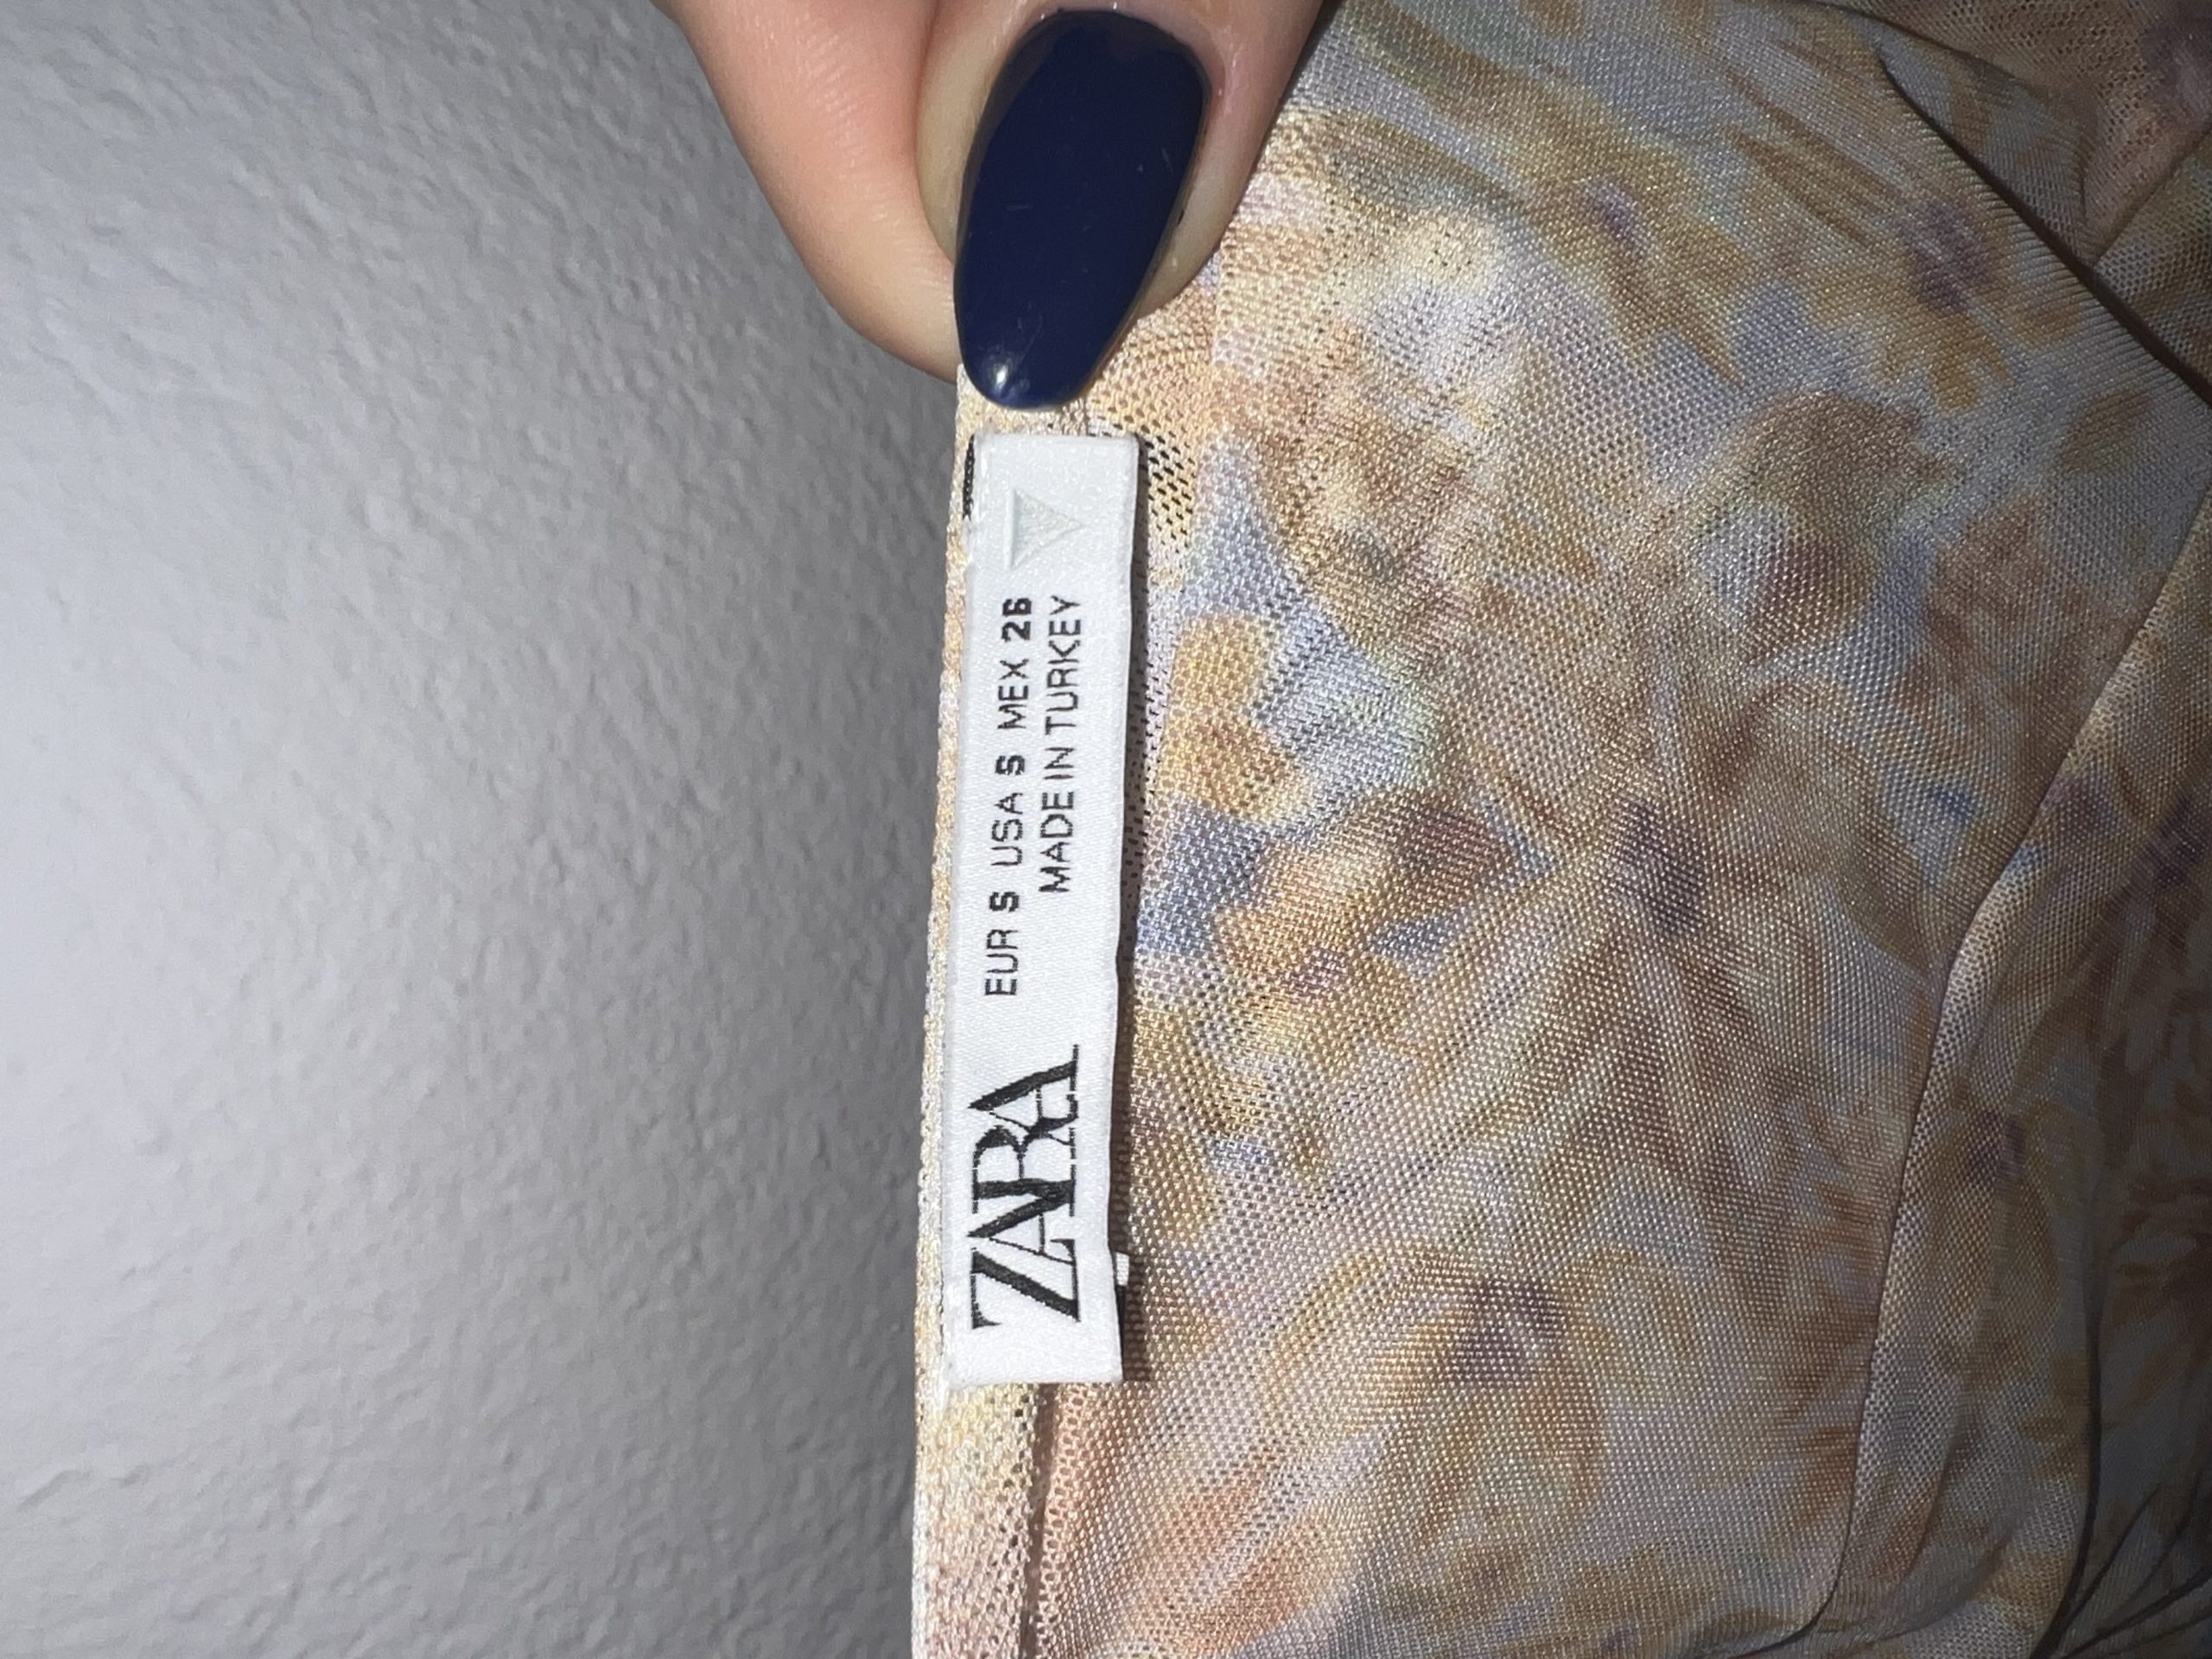 ZARA
EUR S USA S MEX 26
MADE IN TURKEY